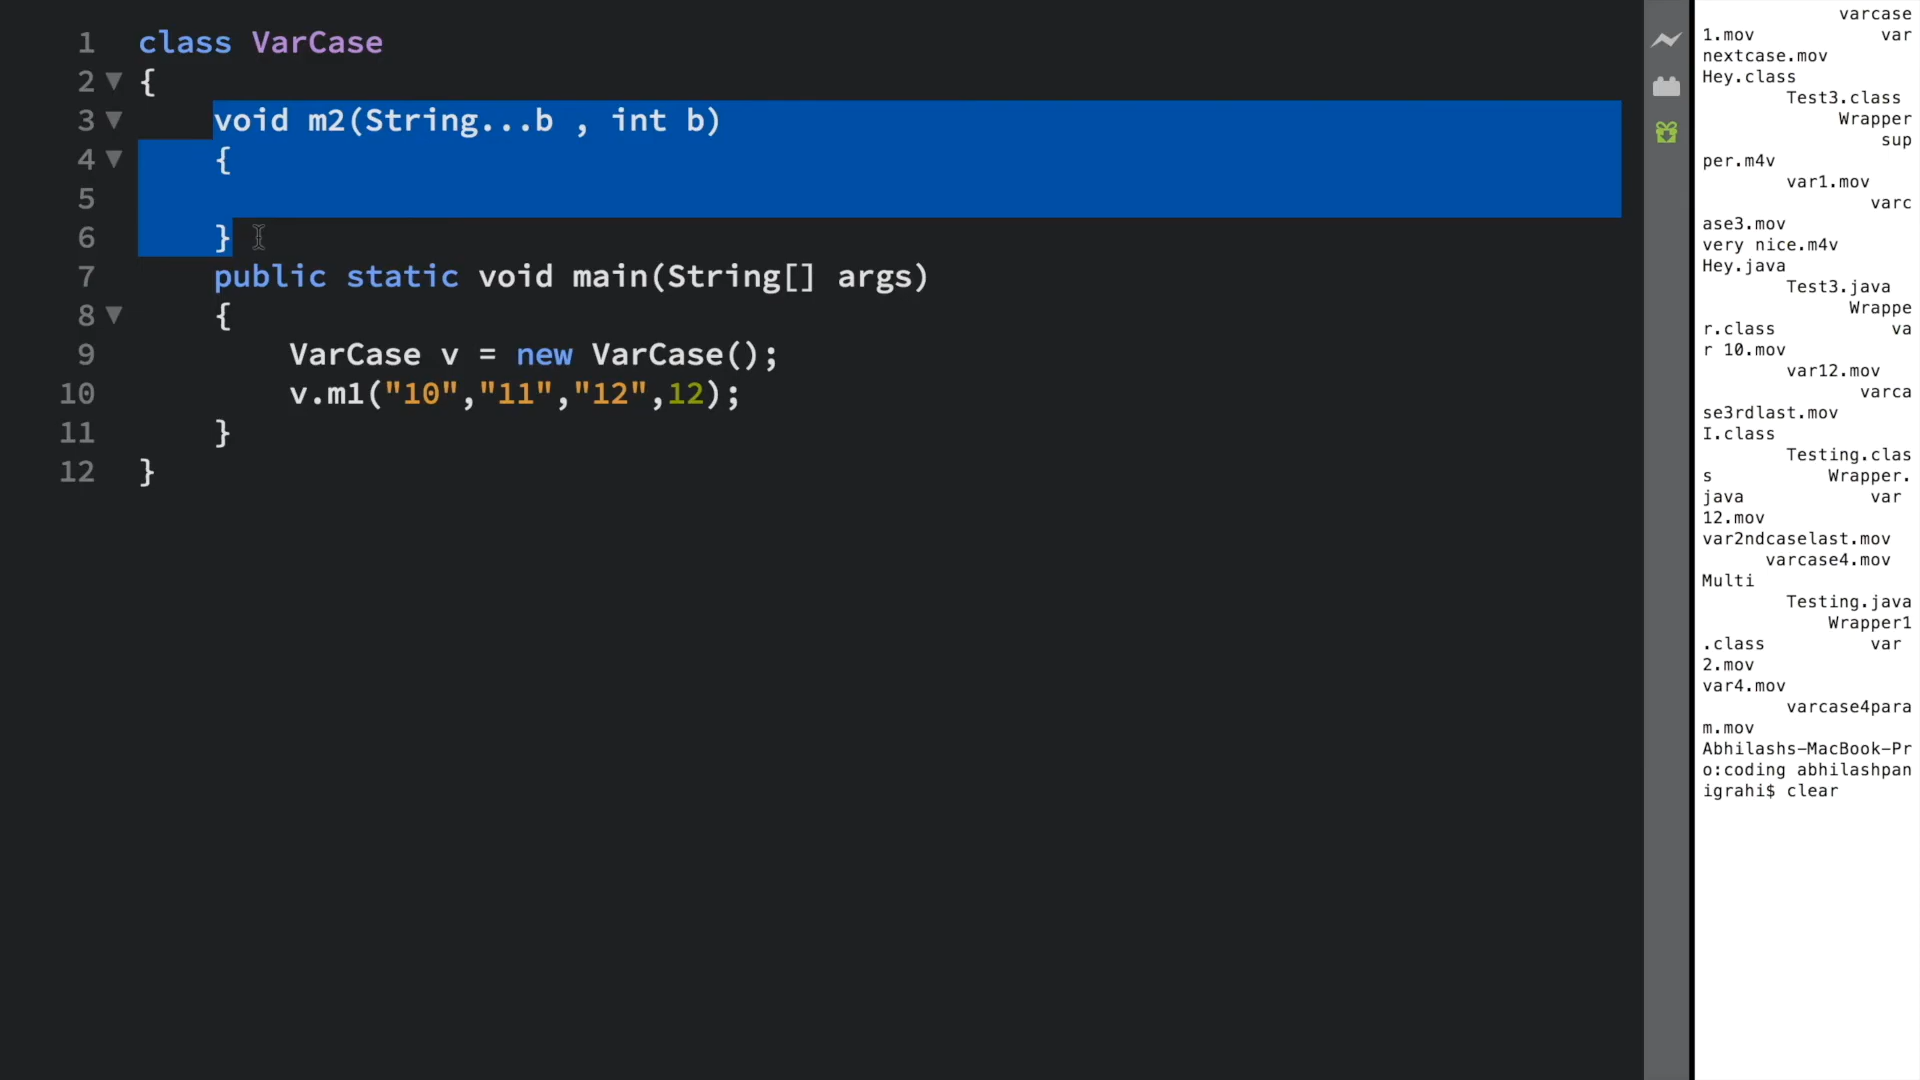 1 class VarCase
2 {
3 void m2(String...b , int b)
4 {
5
6 }
7 public static void main(String[] args)
8 {
9 VarCase v = new VarCase();
10 v.m1("10","11","12",12);
11 }
12 }
varcase
1.mov var
nextcase.mov
Hey.class
Test3.class
Wrapper
sup
per.m4v
var1.mov
varc
ase3.mov
very nice.m4v
Hey.java
Test3.java
Wrappe
r.class va
r 10.mov
var12.mov
varca
se3rdlast.mov
I.class
Testing.clas
s Wrapper.
java var
12.mov
var2ndcaselast.mov
varcase4.mov
Multi
Testing.java
Wrapper1
.class var
2.mov
var4.mov
varcase4para
m.mov
Abhilashs-MacBook-Pr
o:coding abhilashpan
igrahi$ clear